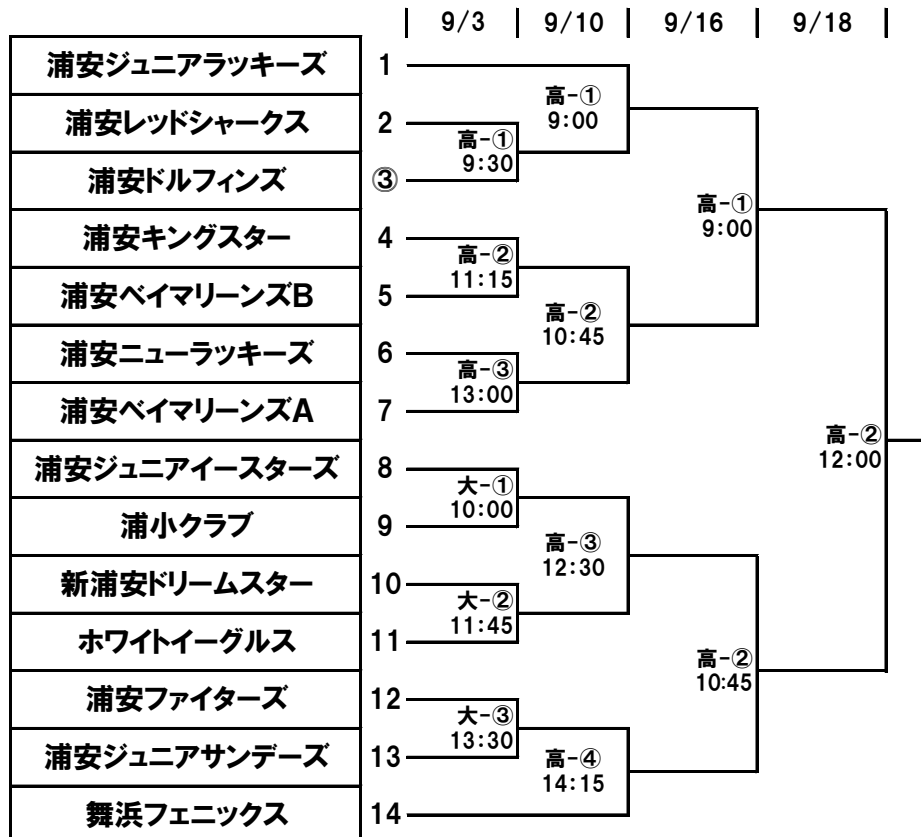 9/3 9/10 9/16 9/18
浦安ジュニアラッキーズ 1
高-①
9:00
浦安レッドシャークス 2
高-①
9:30
浦安ドルフィンズ ③
高-①
9:00
浦安キングスター 4
高-②
11:15
浦安ベイマリーンズB 5
高-②
10:45
浦安ニューラッキーズ 6
高-③
13:00
浦安ベイマリーンズA 7
高-②
12:00
浦安ジュニアイースターズ 8
大-①
10:00
浦小クラブ 9
高-③
12:30
新浦安ドリームスター 10
大-②
11:45
ホワイトイーグルス 11
高-②
10:45
浦安ファイターズ 12
大-③
13:30
浦安ジュニアサンデーズ 13
高-④
14:15
舞浜フェニックス 14